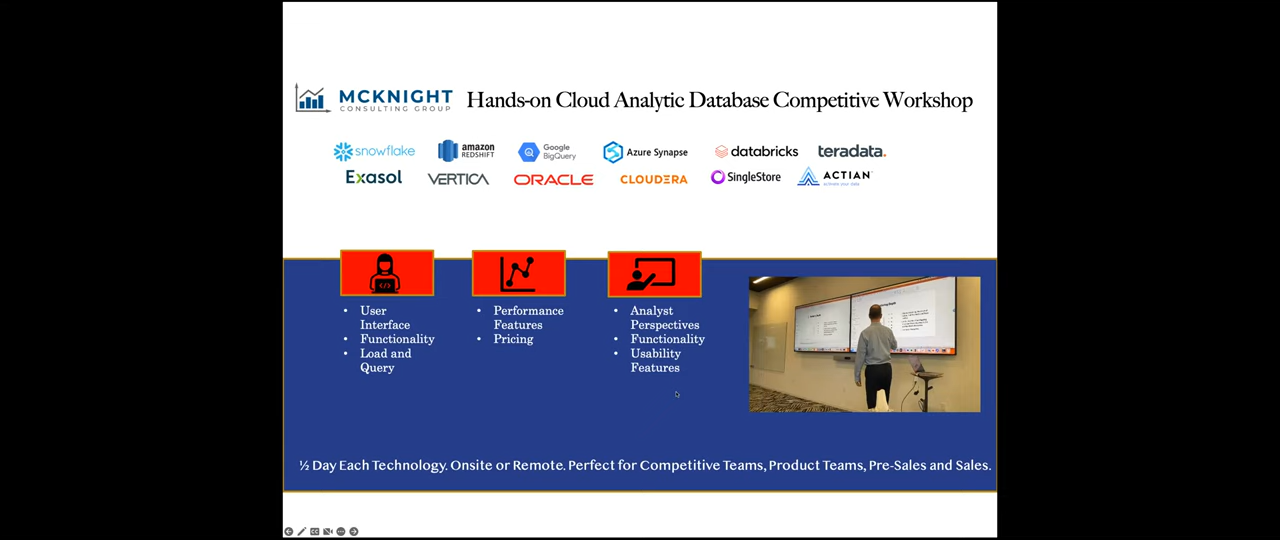 MCKNIGHT
CONSULTING GROUP
Hands-on Cloud Analytic Database Competitive Workshop
snowflake
amazon
REDSHIFT
Google
BigQuery
Azure Synapse
databricks
teradata.
Exasol
VERTICA
ORACLE
CLOUDERA
SingleStore
ACTIAN
activate your data
• User
Interface
• Functionality
• Load and
Query
• Performance
Features
• Pricing
• Analyst
Perspectives
• Functionality
• Usability
Features
½ Day Each Technology. Onsite or Remote. Perfect for Competitive Teams, Product Teams, Pre-Sales and Sales.